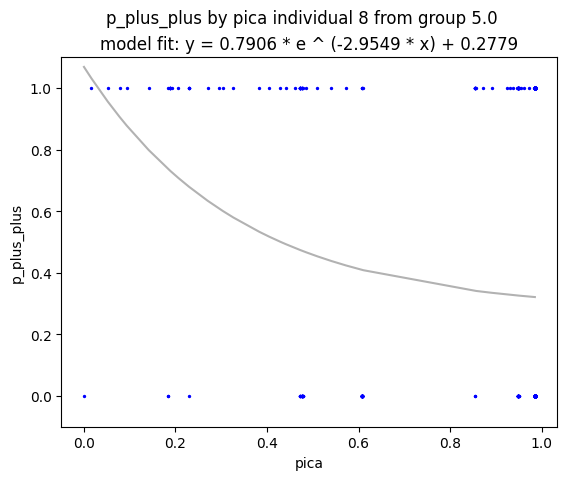 p_plus_plus by pica individual 8 from group 5.0
model fit: y = 0.7906 * e ^ (-2.9549 * x) + 0.2779
1.0
0.8
0.6
0.4
0.2
0.0
p_plus_plus
0.0 0.2 0.4 0.6 0.8 1.0
pica